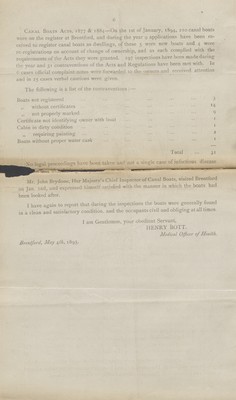 6
CANAL BOATS ACTS, 1877 & 1884.—On the 1st of January, 1894, 210 canal boats
were on the register at Brentford, and during the year 9 applications have been re-
ceived to register canal boats as dwellings, of these 5 were new boats and 4 were
re-registrations on account of change of ownership, and in each complied with the
requirements of the Acts they were granted. inspections have been made during
the year and 31 contraventions of the Acts and Regulations have been met with. In
cases official complaint notes were forwarded to the owners and received attention
and in 12 cases verbal cautions were given.
The following is a list of the contraventions:—
Boats not registered
" without certificates
" not properly marked
Certificate not identifying owner with boat
Cabin in dirty condition
" requiring painting
Boats without proper water cask
Total 31
No legal proceedings have been taken and not a single case of infectious disease
Mr. John Brydone, Her Majesty's Chief Inspector of Canal Boats, visited Brentford
on Jan. 2nd, and expressed himself satisfied with the manner in which the boats had
been looked after.
I have again to report that during the inspections the boats were generally found
in a clean and satisfactory condition, and the occupants civil and obliging at all times.
I am Gentlemen, your obedient Servant,
HENRY BOTT,
Medical Officer of Health.
Brentford, May 4th, 1895.